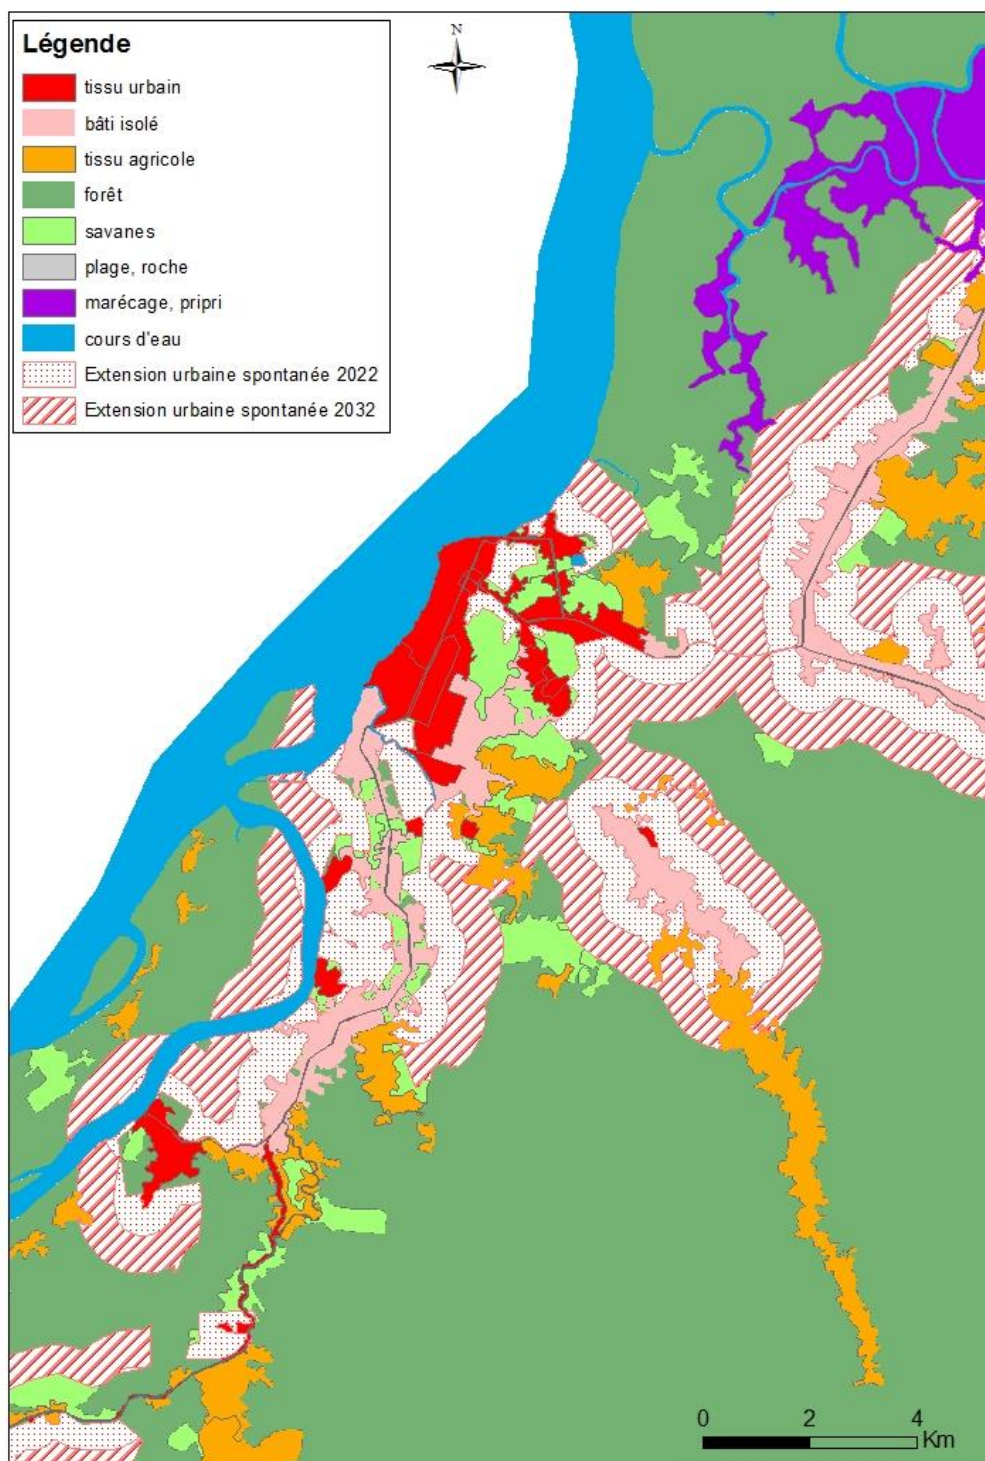 Légende
N
tissu urbain
bâti isolé
tissu agricole
forêt
savanes
plage, roche
marécage, pripri
cours d'eau
Extension urbaine spontanée 2022
Extension urbaine spontanée 2032
0 2 4
Km